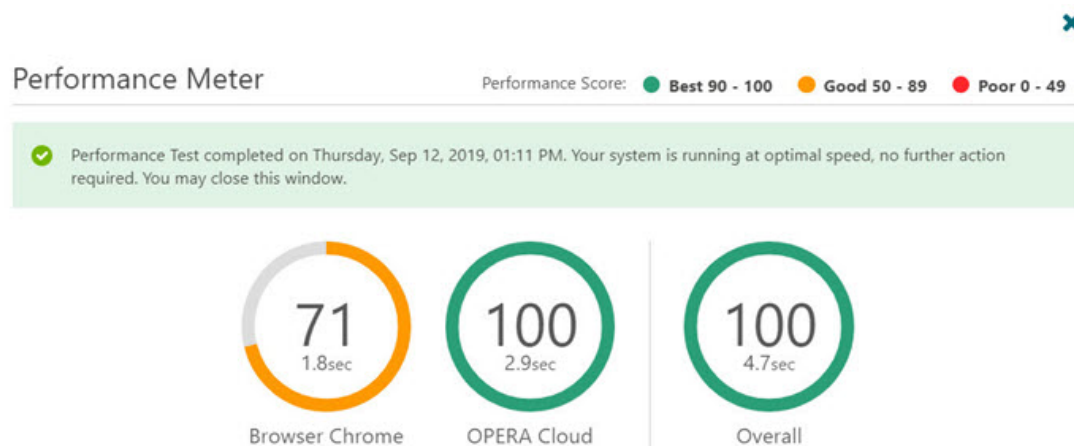 Performance Meter
Performance Score: Best 90 - 100 Good 50 - 89 Poor 0 - 49
Performance Test completed on Thursday, Sep 12, 2019, 01:11 PM. Your system is running at optimal speed, no further action
required. You may close this window.
71 100 100
1.8sec 2.9sec 4.7sec
Browser Chrome OPERA Cloud Overall